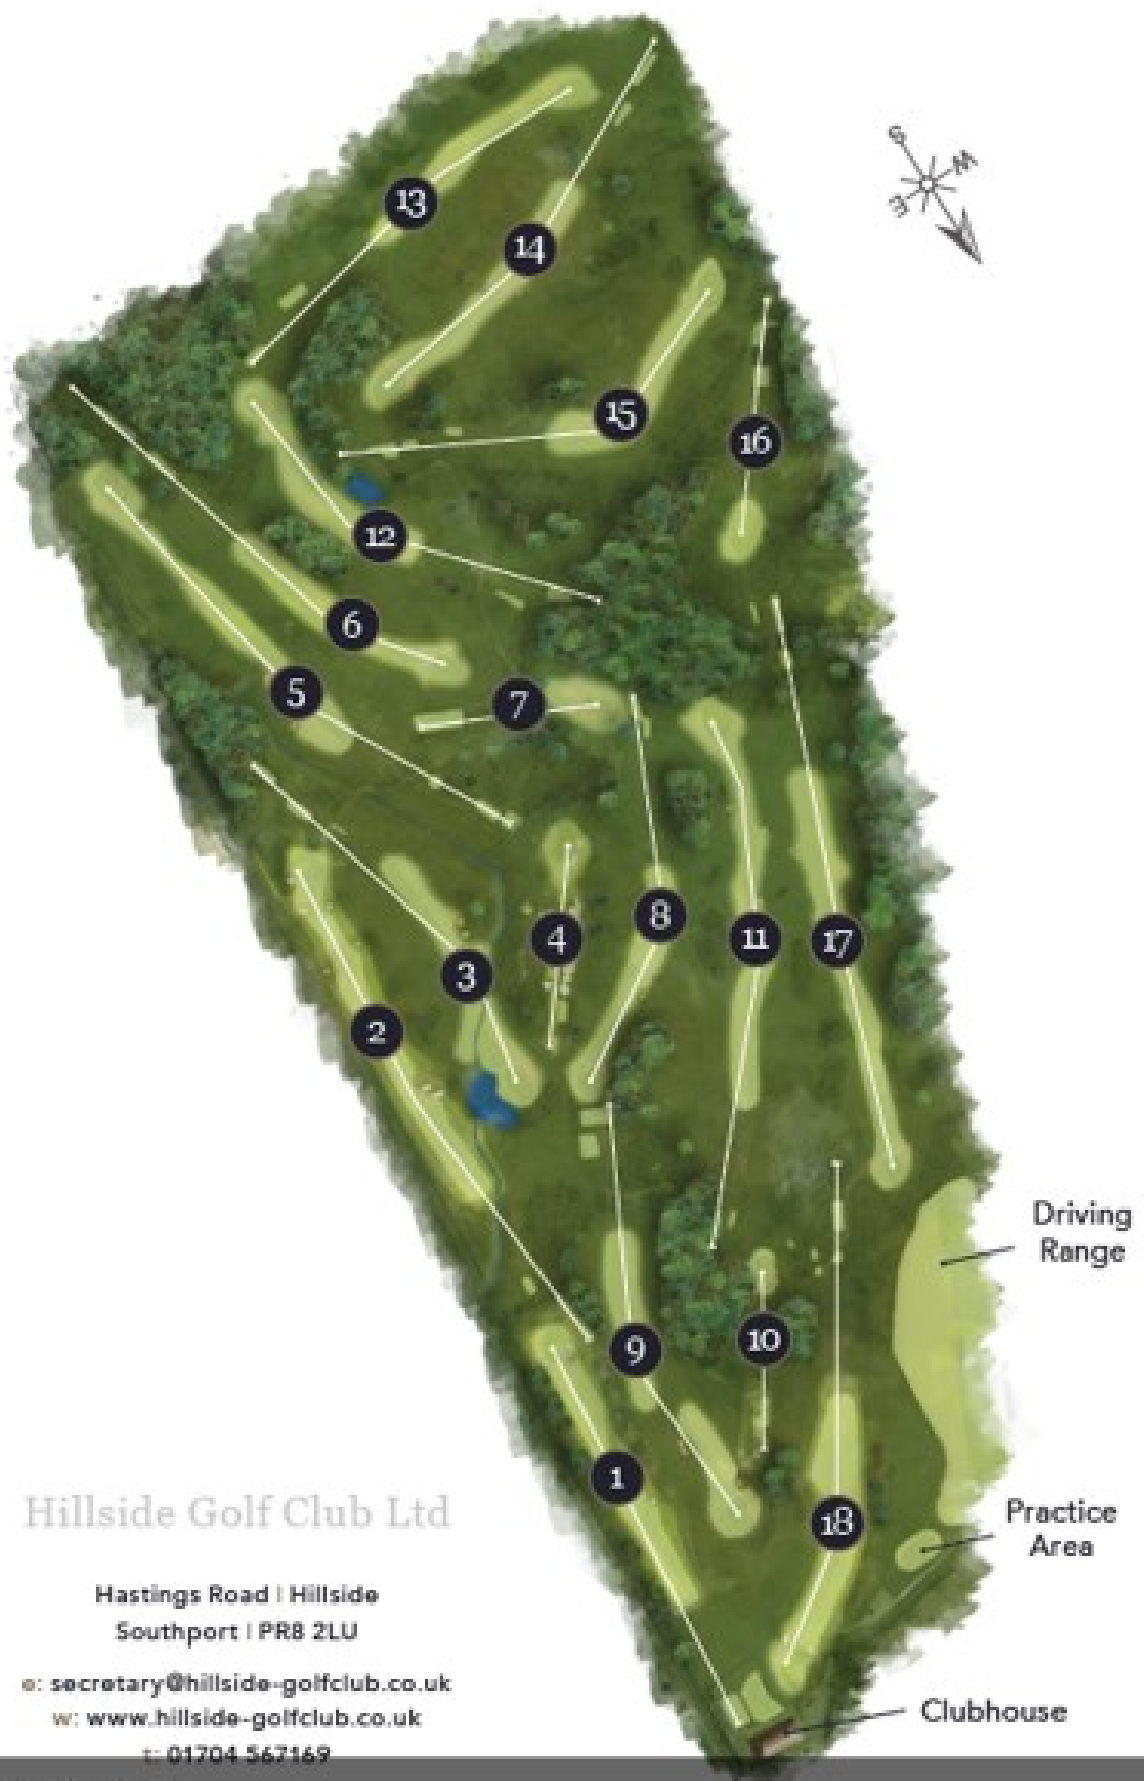 S
W
E
13
14
15
16
12
6
5
7
8
4
11
17
3
2
Driving
Range
10
9
1
18
Hillside Golf Club Ltd
Practice
Area
Hastings Road | Hillside
Southport | PR8 2LU
e: secretary@hillside-golfclub.co.uk
w: www.hillside-golfclub.co.uk
t: 01704 567169
Clubhouse